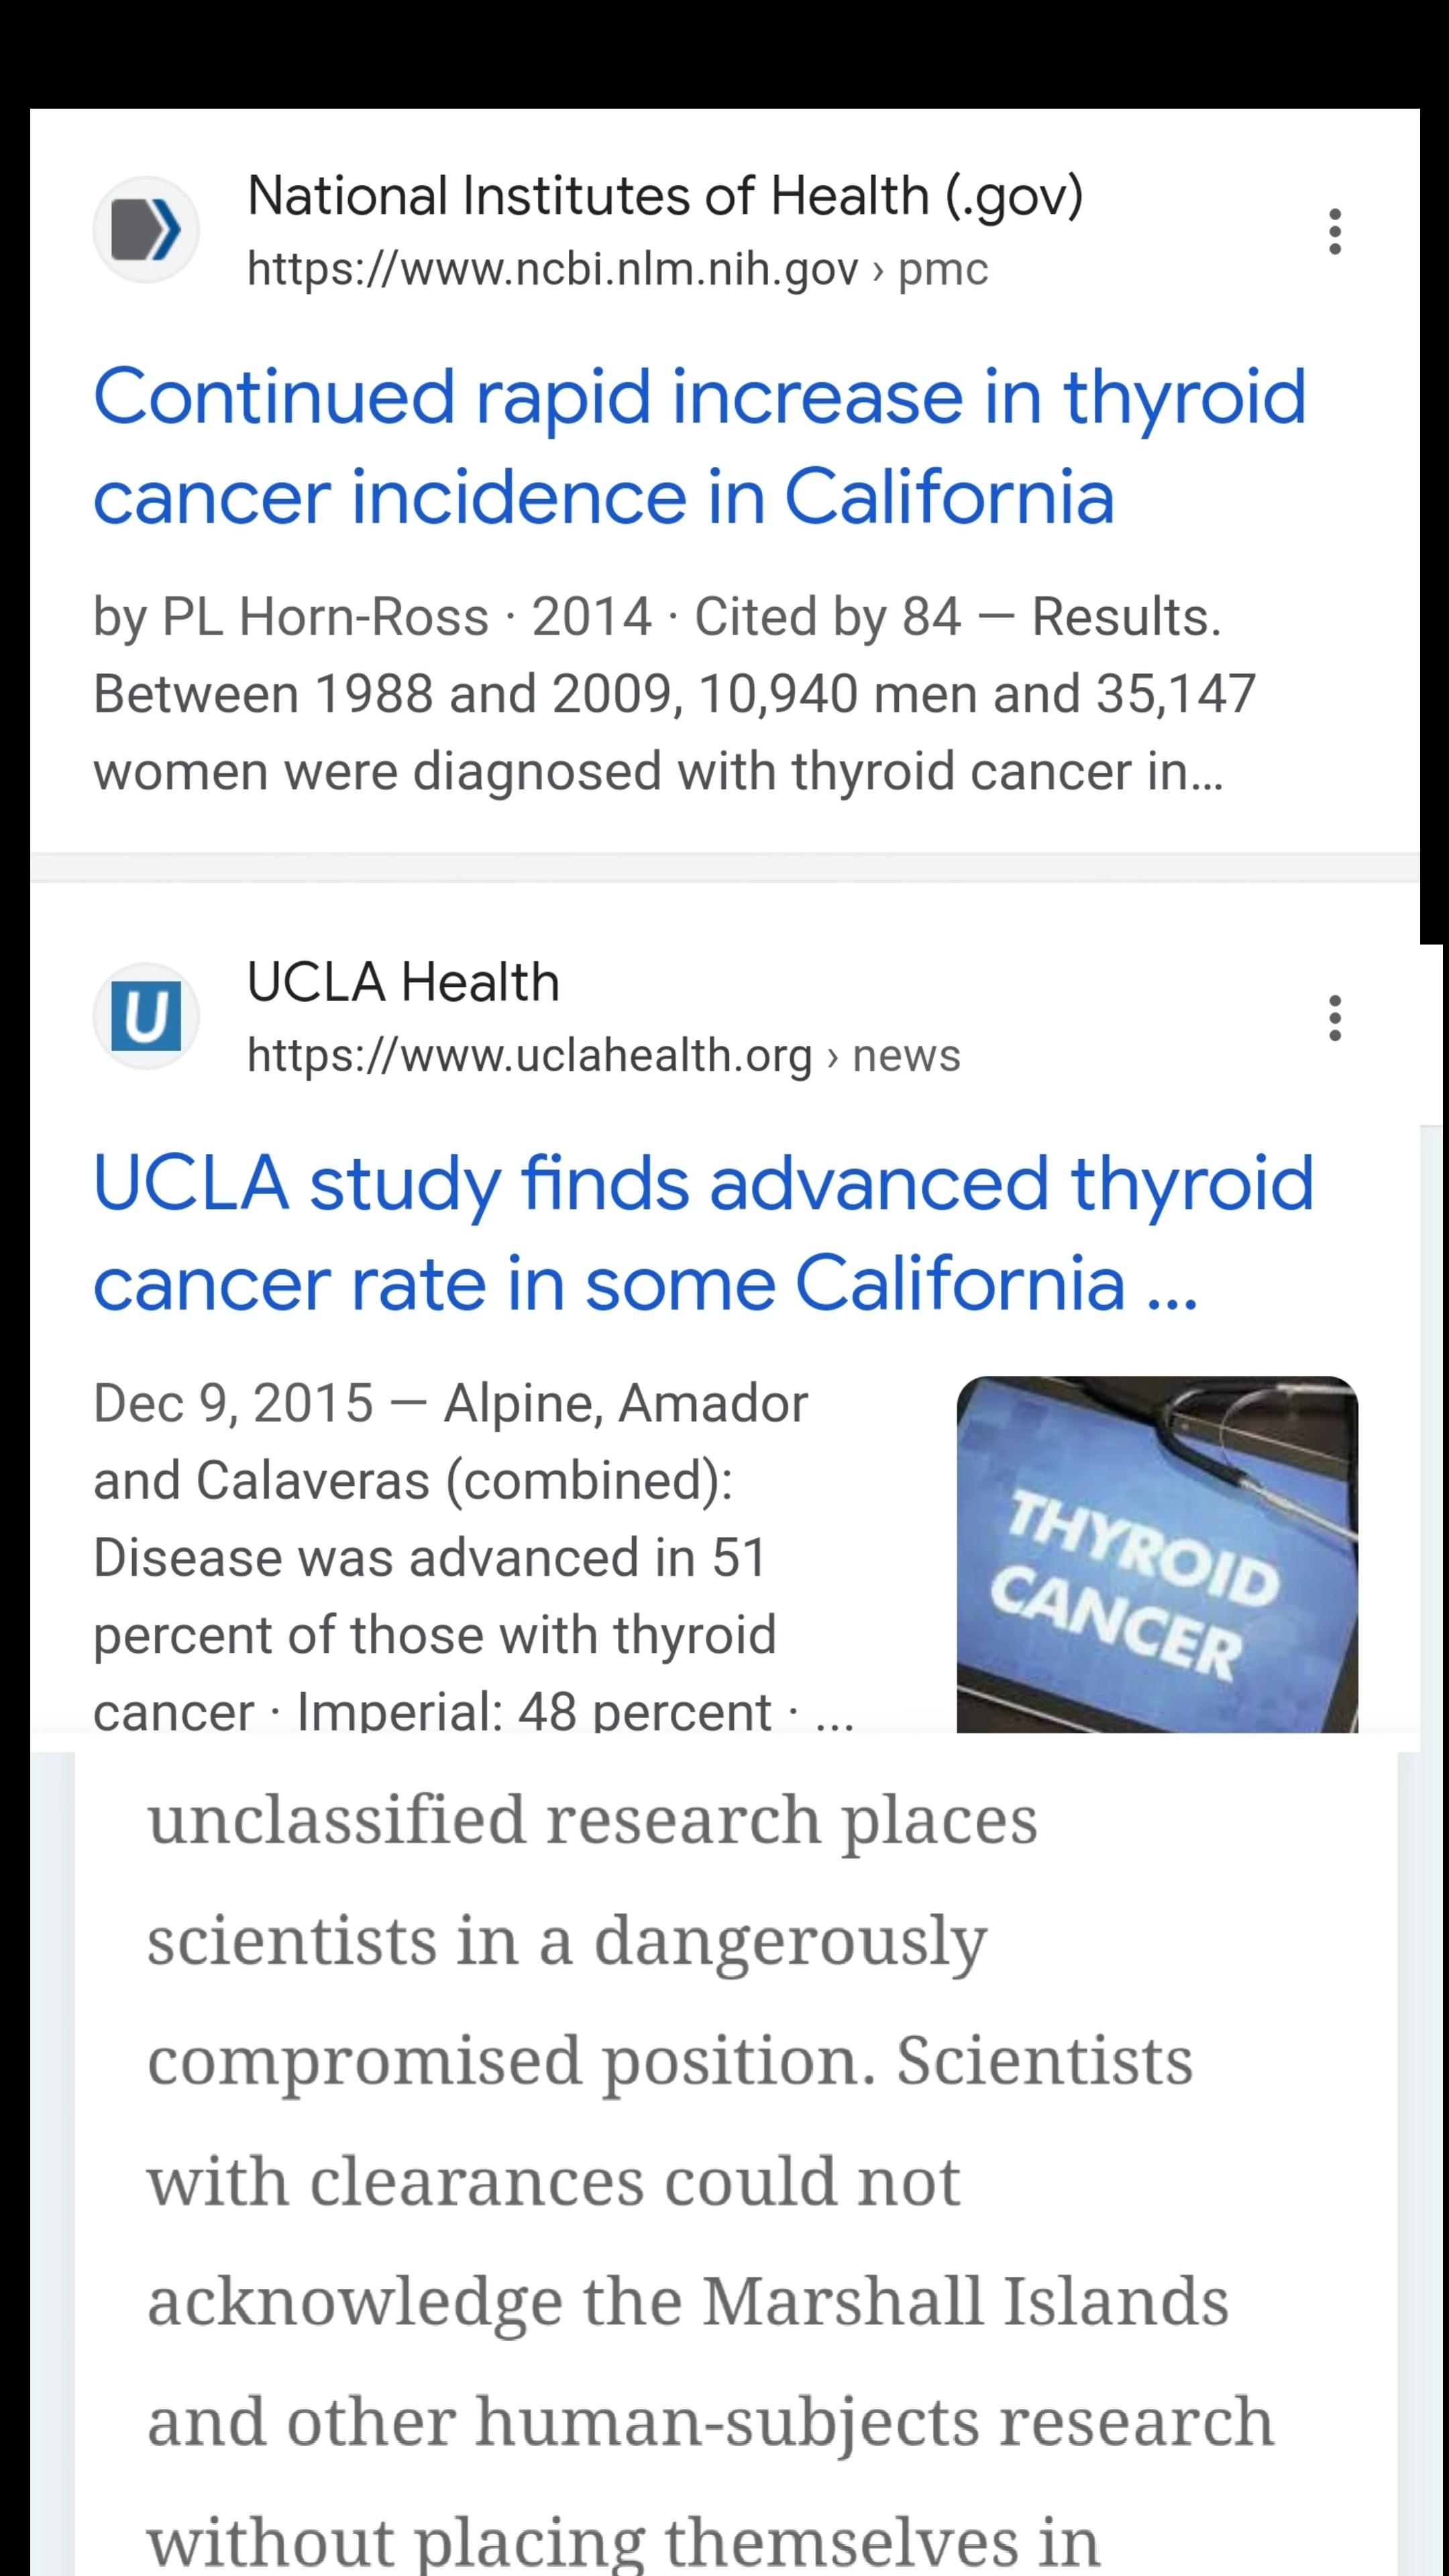 National Institutes of Health (.gov)
https://www.ncbi.nlm.nih.gov › pmc
Continued rapid increase in thyroid
cancer incidence in California
by PL Horn-Ross · 2014 · Cited by 84 — Results.
Between 1988 and 2009, 10,940 men and 35,147
women were diagnosed with thyroid cancer in...
U
UCLA Health
https://www.uclahealth.org › news
UCLA study finds advanced thyroid
cancer rate in some California ...
Dec 9, 2015 — Alpine, Amador
and Calaveras (combined):
Disease was advanced in 51
percent of those with thyroid
cancer · Imperial: 48 percent · ...
THYROID
CANCER
unclassified research places
scientists in a dangerously
compromised position. Scientists
with clearances could not
acknowledge the Marshall Islands
and other human-subjects research
without placing themselves in